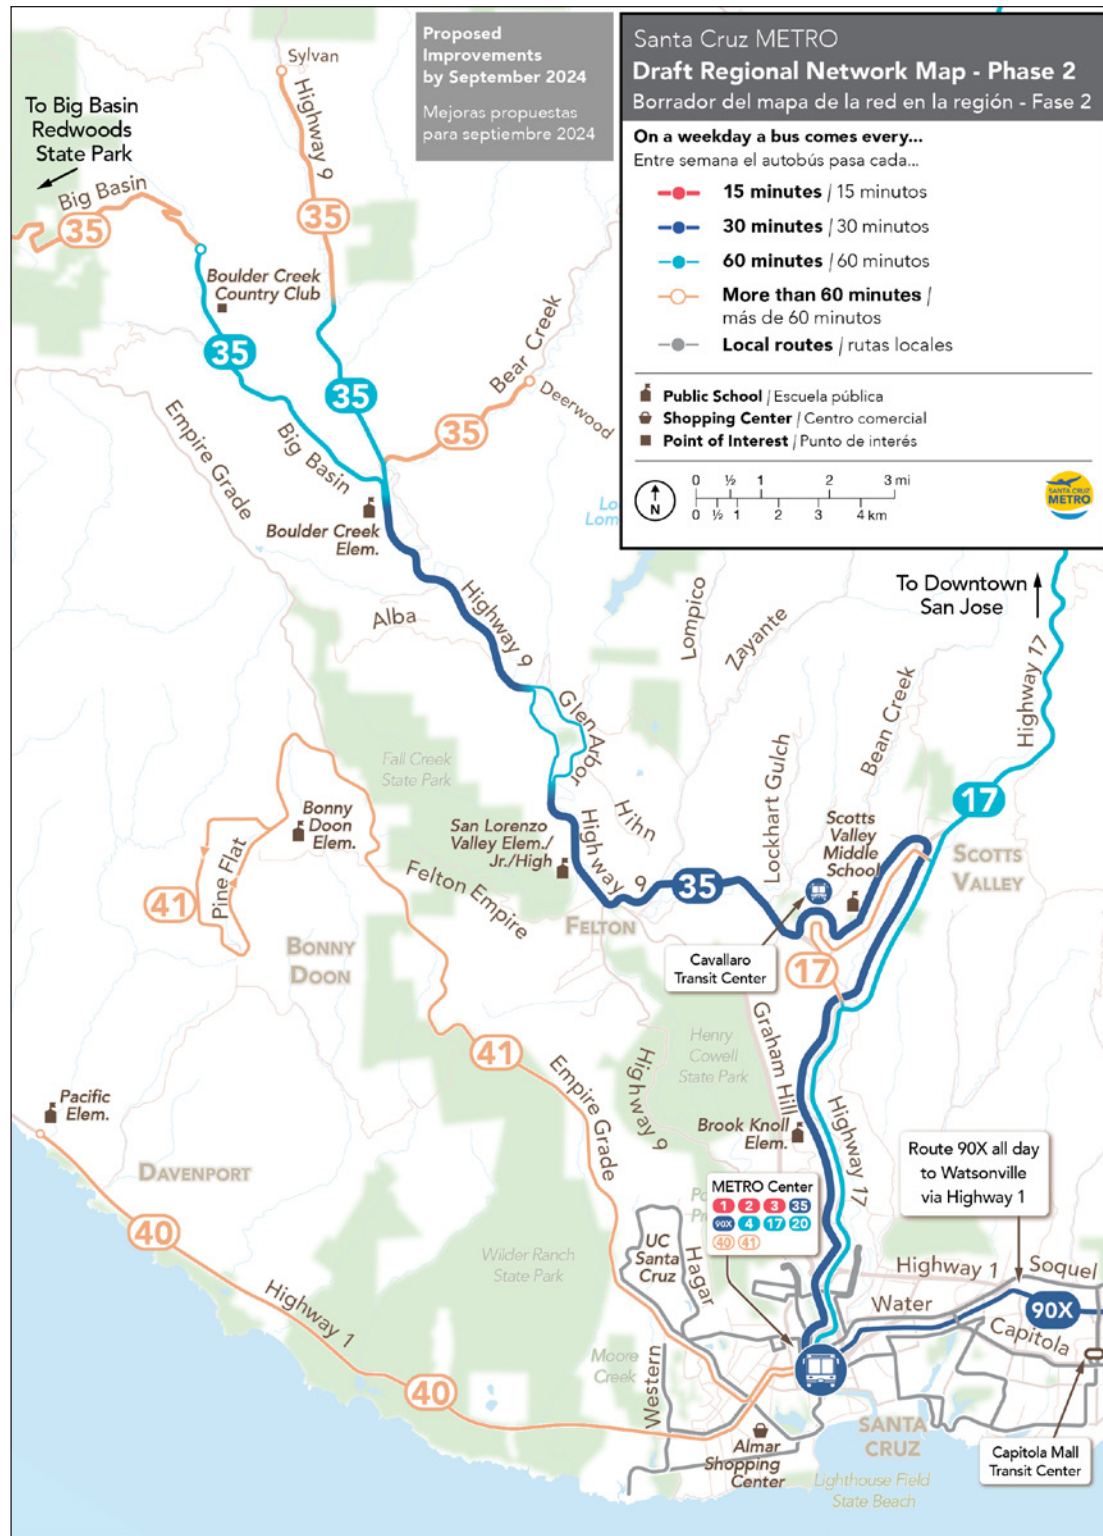 Proposed
Improvements
by September 2024
Mejoras propuestas
para septiembre 2024
Santa Cruz METRO
Draft Regional Network Map - Phase 2
Borrador del mapa de la red en la región - Fase 2
On a weekday a bus comes every...
Entre semana el autobús pasa cada...
15 minutes / 15 minutos
30 minutes / 30 minutos
60 minutes / 60 minutos
More than 60 minutes /
más de 60 minutos
Local routes / rutas locales
Public School / Escuela pública
Shopping Center / Centro comercial
Point of Interest / Punto de interés
N
0 ½ 1 2 3 mi
0 ½ 1 2 3 4 km
SANTA CRUZ
METRO
Sylvan
Highway 9
To Big Basin
Redwoods
State Park
Big Basin
35
35
Boulder Creek
Country Club
35
35
Bear Creek
Deerwood
35
Empire Grade
Big Basin
Boulder Creek
Elem.
Highway 9
Alba
Lompico
Zayante
To Downtown
San Jose
Highway 17
Bean Creek
Glen Arbor
Fall Creek
State Park
Lockhart Gulch
Hihn
17
Bonny
Doon
Elem.
Pine Flat
41
San Lorenzo
Valley Elem./
Jr./High
Highway 9
Scotts
Valley
Middle
School
SCOTTS
VALLEY
35
Felton Empire
FELTON
BONNY
DOON
Cavallaro
Transit Center
17
Graham Hill
Henry
Cowell
State Park
41
Empire Grade
Highway 9
Pacific
Elem.
Brook Knoll
Elem.
Highway 17
Route 90X all day
to Watsonville
via Highway 1
DAVENPORT
METRO Center
1 2 3 35
90X 4 17 20
40 41
40
UC
Santa
Cruz
Hagar
Wilder Ranch
State Park
Highway 1
Soquel
Water
90X
Capitola
Highway 1
Moore
Creek
Western
40
SANTA
CRUZ
Almar
Shopping
Center
Capitola Mall
Transit Center
Lighthouse Field
State Beach